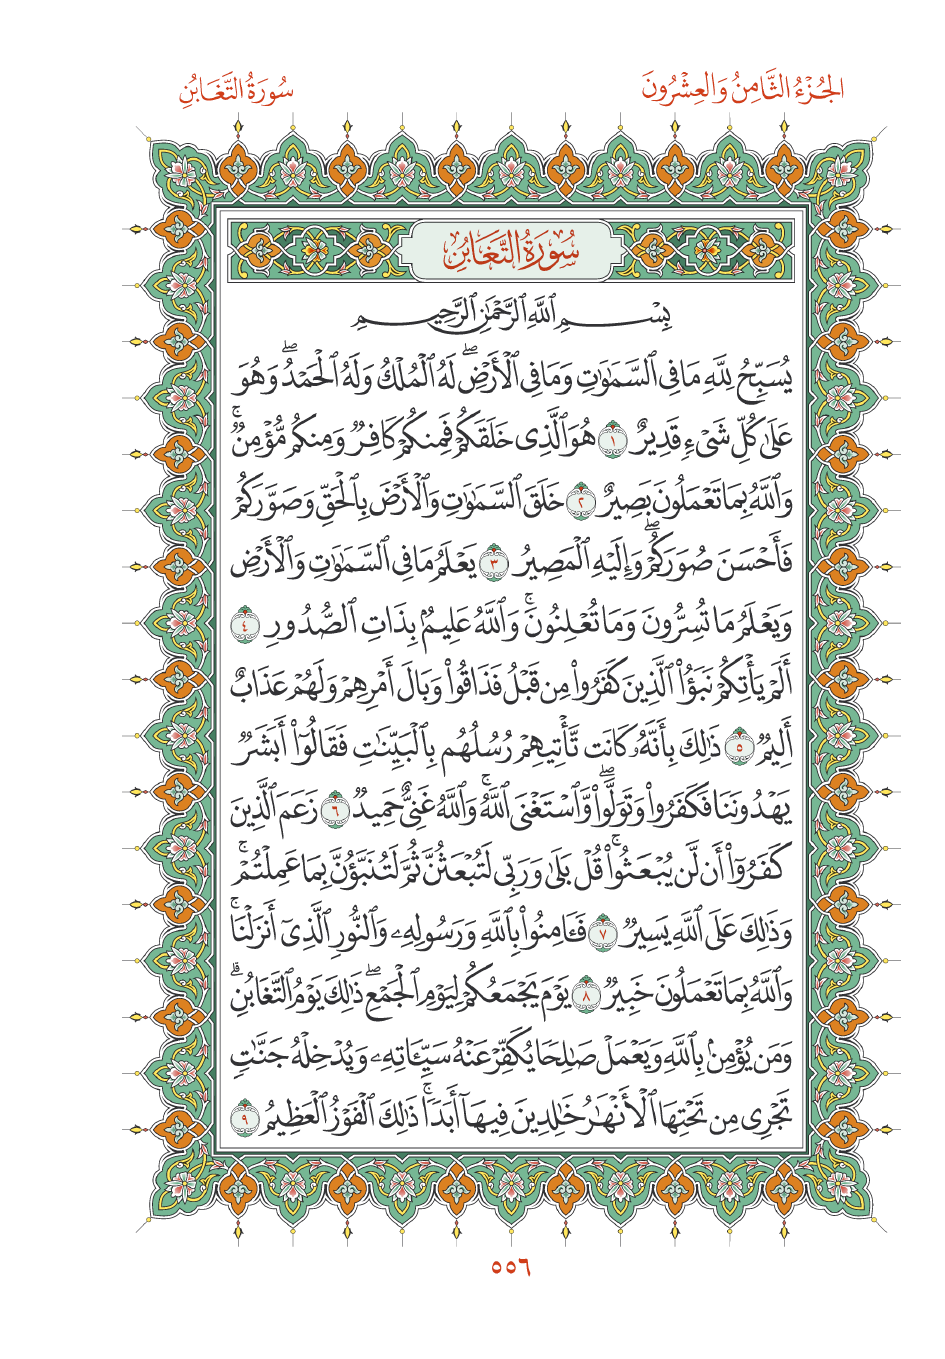 الجُزْءُ الثَّامِنُ وَالعِشْرُونَ
سُورَةُ التَّغَابُنِ
سُورَةُ التَّغَابُنِ
بِسْمِ ٱللَّهِ ٱلرَّحْمَٰنِ ٱلرَّحِيمِ
يُسَبِّحُ لِلَّهِ مَا فِي ٱلسَّمَٰوَٰتِ وَمَا فِي ٱلْأَرْضِۖ لَهُ ٱلْمُلْكُ وَلَهُ ٱلْحَمْدُۖ وَهُوَ
عَلَىٰ كُلِّ شَيْءٍ قَدِيرٌ ١ هُوَ ٱلَّذِي خَلَقَكُمْ فَمِنكُمْ كَافِرٌ وَمِنكُم مُّؤْمِنٌۚ
وَٱللَّهُ بِمَا تَعْمَلُونَ بَصِيرٌ ٢ خَلَقَ ٱلسَّمَٰوَٰتِ وَٱلْأَرْضَ بِٱلْحَقِّ وَصَوَّرَكُمْ
فَأَحْسَنَ صُوَرَكُمْۖ وَإِلَيْهِ ٱلْمَصِيرُ ٣ يَعْلَمُ مَا فِي ٱلسَّمَٰوَٰتِ وَٱلْأَرْضِ
وَيَعْلَمُ مَا تُسِرُّونَ وَمَا تُعْلِنُونَۚ وَٱللَّهُ عَلِيمُۢ بِذَاتِ ٱلصُّدُورِ ٤
أَلَمْ يَأْتِكُمْ نَبَؤُاْ ٱلَّذِينَ كَفَرُواْ مِن قَبْلُ فَذَاقُواْ وَبَالَ أَمْرِهِمْ وَلَهُمْ عَذَابٌ
أَلِيمٌ ٥ ذَٰلِكَ بِأَنَّهُۥ كَانَت تَّأْتِيهِمْ رُسُلُهُم بِٱلْبَيِّنَٰتِ فَقَالُوٓاْ أَبَشَرٌ
يَهْدُونَنَا فَكَفَرُواْ وَتَوَلَّواْۖ وَّٱسْتَغْنَى ٱللَّهُۚ وَٱللَّهُ غَنِيٌّ حَمِيدٌ ٦ زَعَمَ ٱلَّذِينَ
كَفَرُوٓاْ أَن لَّن يُبْعَثُواْۚ قُلْ بَلَىٰ وَرَبِّي لَتُبْعَثُنَّ ثُمَّ لَتُنَبَّؤُنَّ بِمَا عَمِلْتُمْۚ
وَذَٰلِكَ عَلَى ٱللَّهِ يَسِيرٌ ٧ فَـَٔامِنُواْ بِٱللَّهِ وَرَسُولِهِۦ وَٱلنُّورِ ٱلَّذِيٓ أَنزَلْنَاۚ
وَٱللَّهُ بِمَا تَعْمَلُونَ خَبِيرٌ ٨ يَوْمَ يَجْمَعُكُمْ لِيَوْمِ ٱلْجَمْعِۖ ذَٰلِكَ يَوْمُ ٱلتَّغَابُنِۗ
وَمَن يُؤْمِنۢ بِٱللَّهِ وَيَعْمَلْ صَٰلِحًا يُكَفِّرْ عَنْهُ سَيِّـَٔاتِهِۦ وَيُدْخِلْهُ جَنَّٰتٍ
تَجْرِي مِن تَحْتِهَا ٱلْأَنْهَٰرُ خَٰلِدِينَ فِيهَآ أَبَدًاۚ ذَٰلِكَ ٱلْفَوْزُ ٱلْعَظِيمُ ٩
٥٥٦